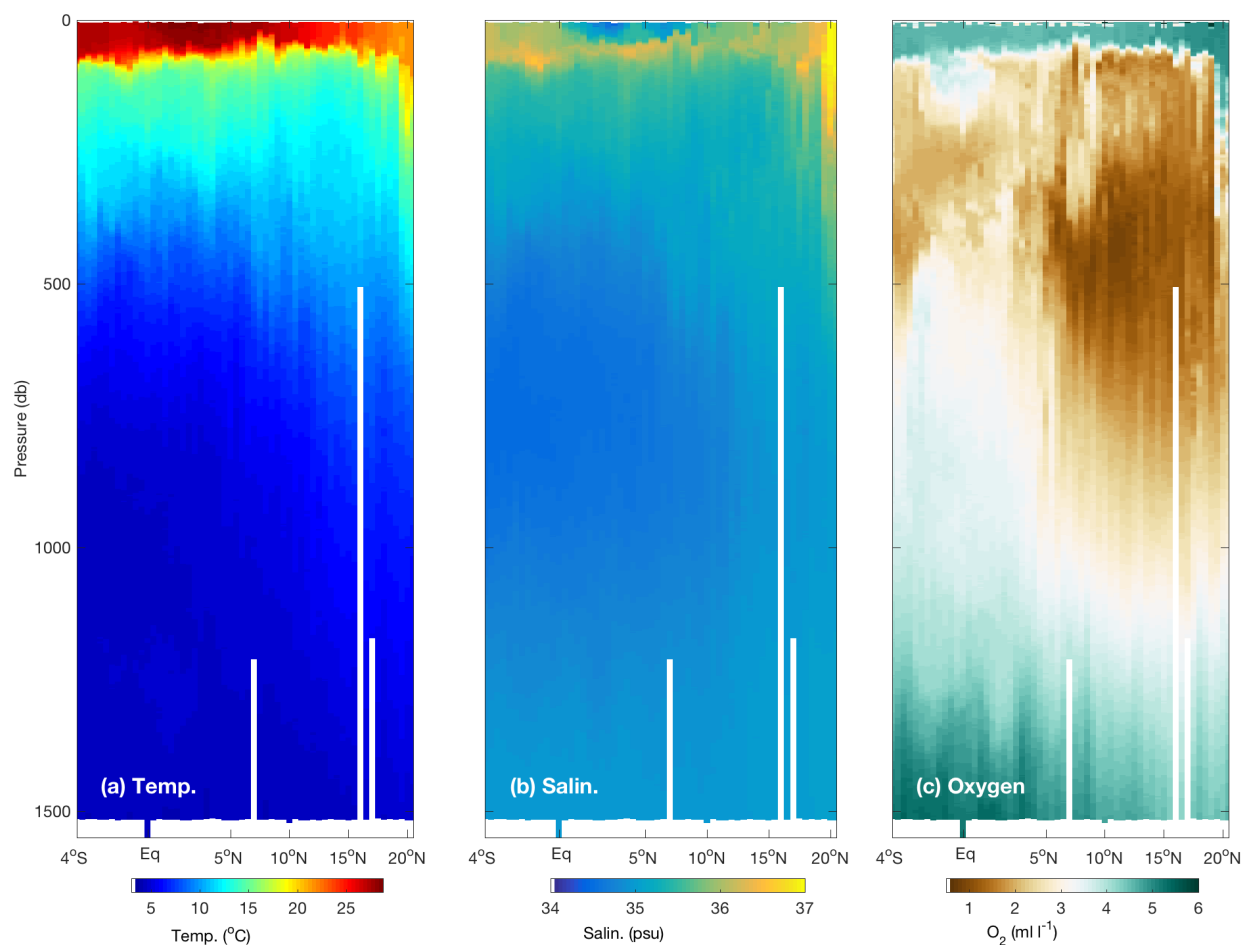 0
500
1000
1500
Pressure (db)
(a) Temp.
(b) Salin.
(c) Oxygen
4°S Eq 5°N 10°N 15°N 20°N
4°S Eq 5°N 10°N 15°N 20°N
4°S Eq 5°N 10°N 15°N 20°N
5 10 15 20 25
34 35 36 37
1 2 3 4 5 6
Temp. (°C)
Salin. (psu)
O₂ (ml l⁻¹)